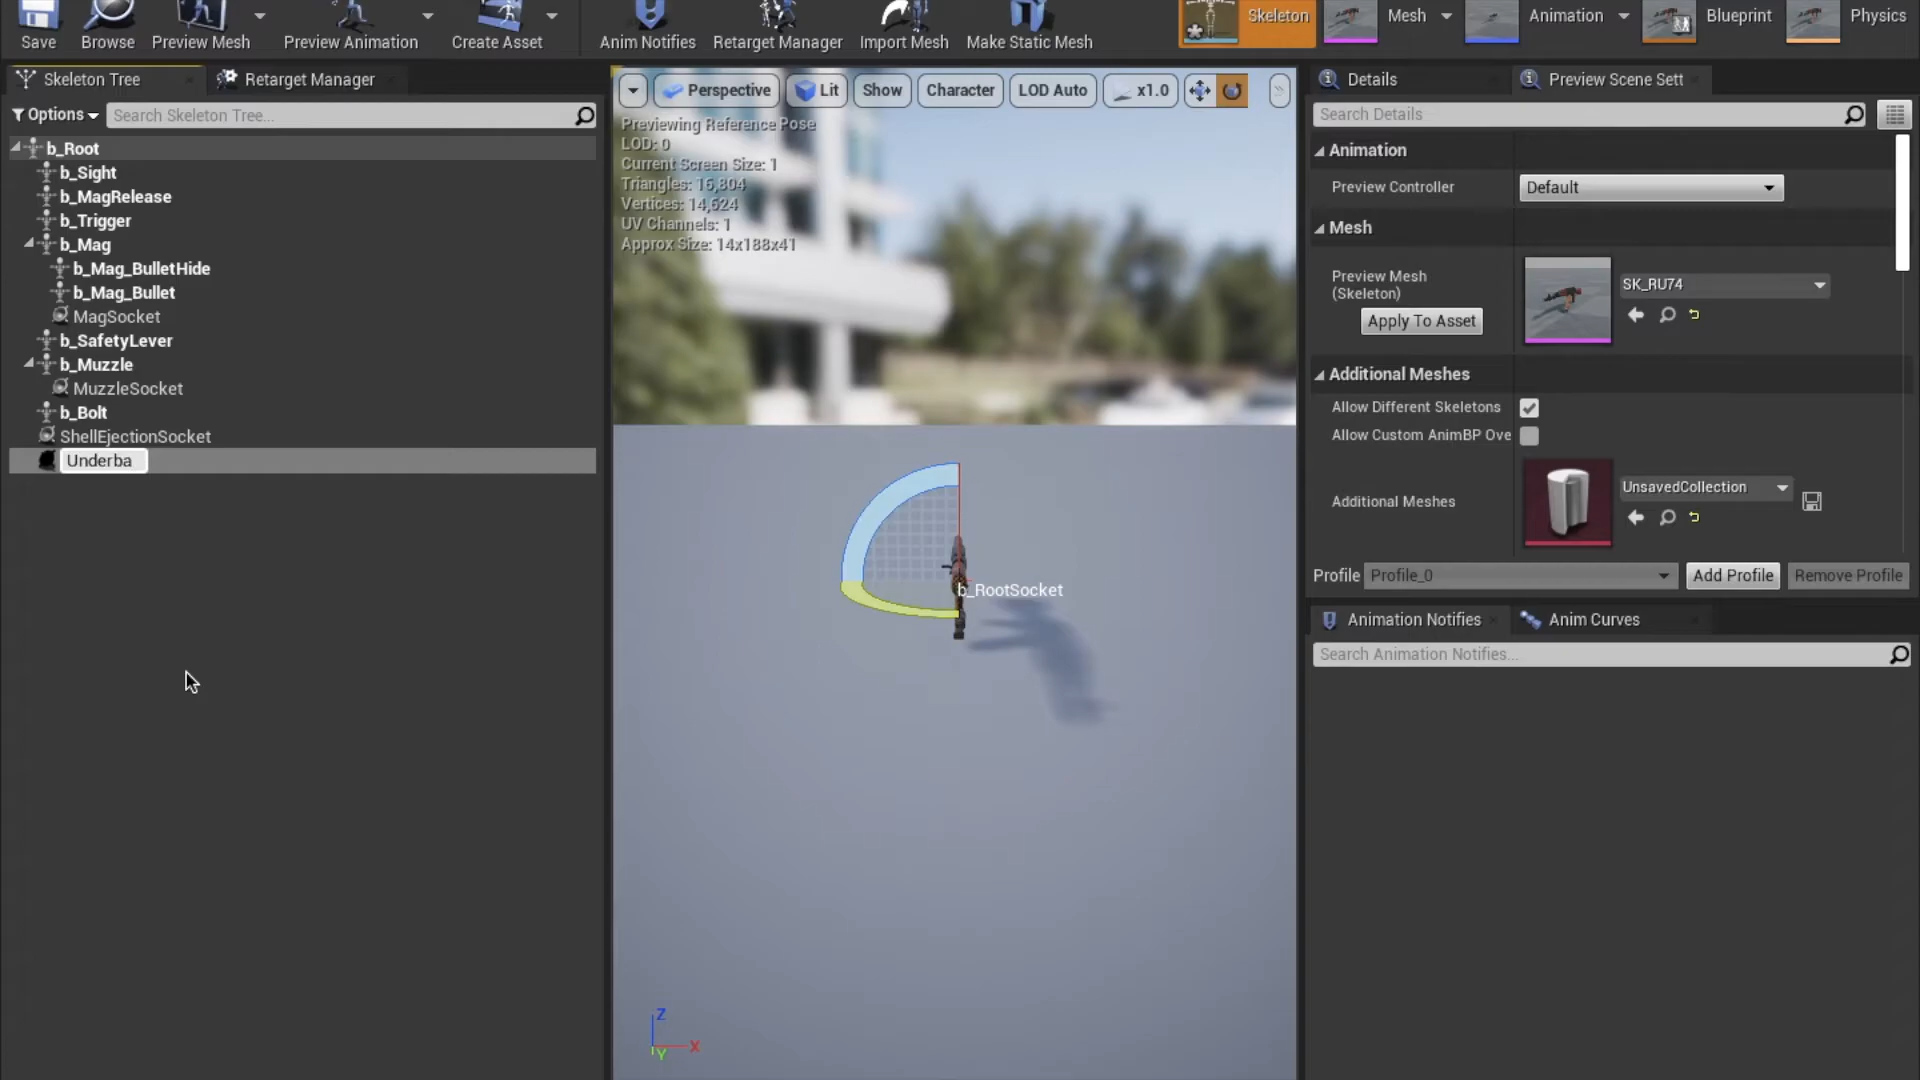 Save
Browse
Preview Mesh
Preview Animation
Create Asset
Anim Notifies
Retarget Manager
Import Mesh
Make Static Mesh
Skeleton
Mesh
Animation
Blueprint
Physics
Skeleton Tree
Retarget Manager
Options
Search Skeleton Tree...
b_Root
b_Sight
b_MagRelease
b_Trigger
b_Mag
b_Mag_BulletHide
b_Mag_Bullet
MagSocket
b_SafetyLever
b_Muzzle
MuzzleSocket
b_Bolt
ShellEjectionSocket
Underba
Perspective
Lit
Show
Character
LOD Auto
x1.0
Previewing Reference Pose
LOD: 0
Current Screen Size: 1
Triangles: 15,804
Vertices: 14,624
UV Channels: 1
Approx Size: 14x188x41
b_RootSocket
Z
X
Y
Details
Preview Scene Sett
Search Details
Animation
Preview Controller
Default
Mesh
Preview Mesh
(Skeleton)
Apply To Asset
SK_RU74
Additional Meshes
Allow Different Skeletons
Allow Custom AnimBP Ove
Additional Meshes
UnsavedCollection
Profile
Profile_0
Add Profile
Remove Profile
Animation Notifies
Anim Curves
Search Animation Notifies...